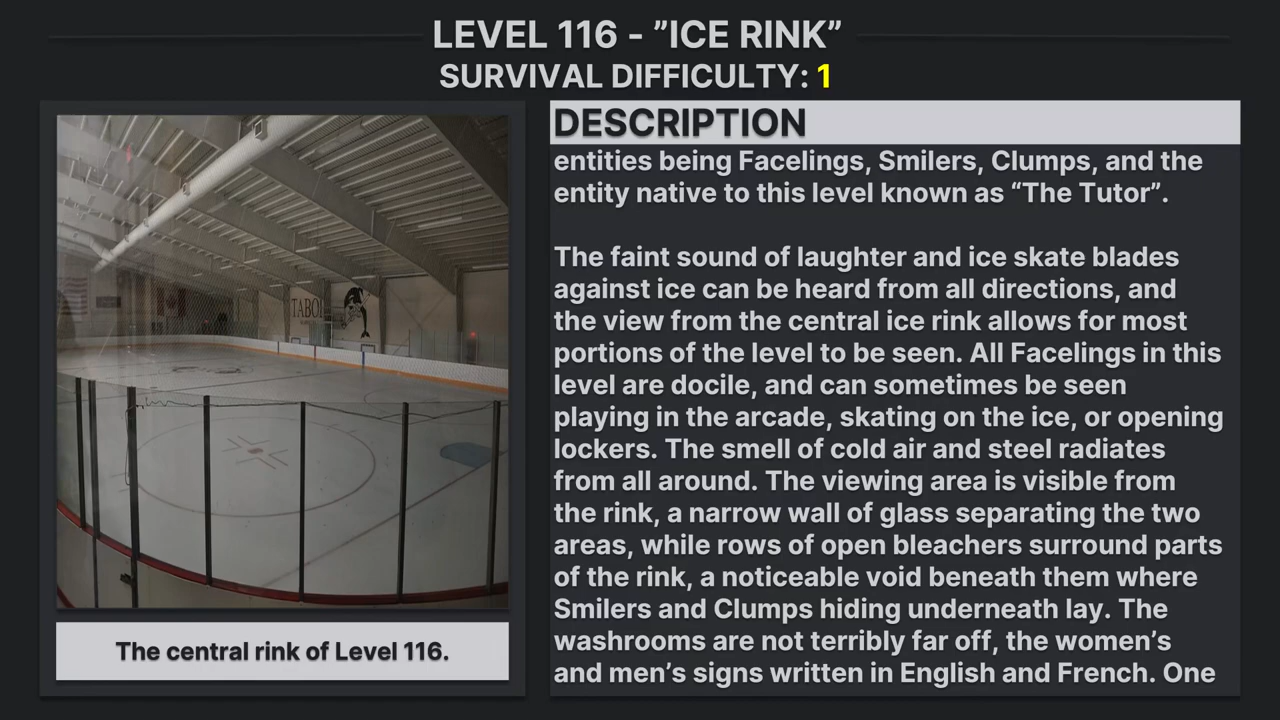 LEVEL 116 - ”ICE RINK”
SURVIVAL DIFFICULTY: 1
TABO
The central rink of Level 116.
DESCRIPTION
entities being Facelings, Smilers, Clumps, and the
entity native to this level known as “The Tutor”.
The faint sound of laughter and ice skate blades
against ice can be heard from all directions, and
the view from the central ice rink allows for most
portions of the level to be seen. All Facelings in this
level are docile, and can sometimes be seen
playing in the arcade, skating on the ice, or opening
lockers. The smell of cold air and steel radiates
from all around. The viewing area is visible from
the rink, a narrow wall of glass separating the two
areas, while rows of open bleachers surround parts
of the rink, a noticeable void beneath them where
Smilers and Clumps hiding underneath lay. The
washrooms are not terribly far off, the women’s
and men’s signs written in English and French. One